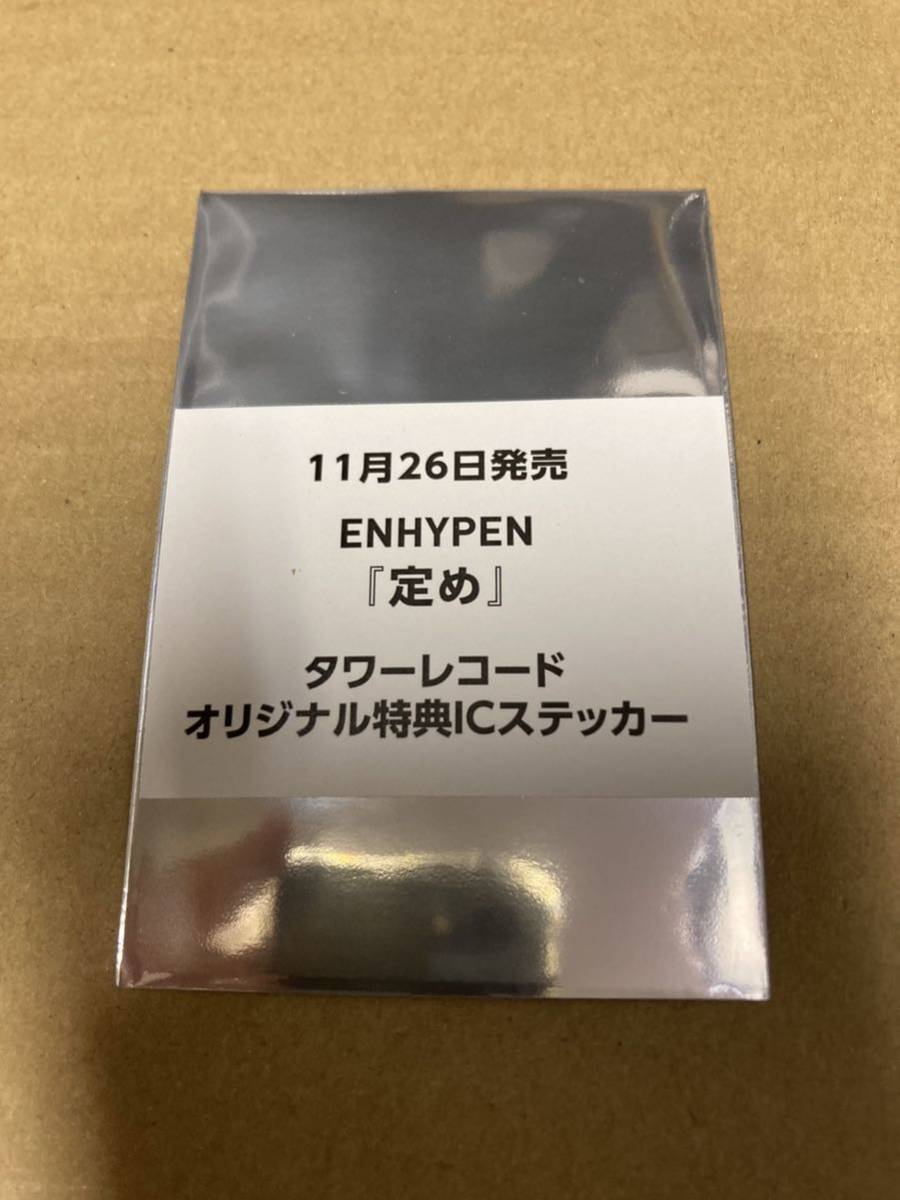 11月26日発売
ENHYPEN
『定め』
タワーレコード
オリジナル特典ICステッカー